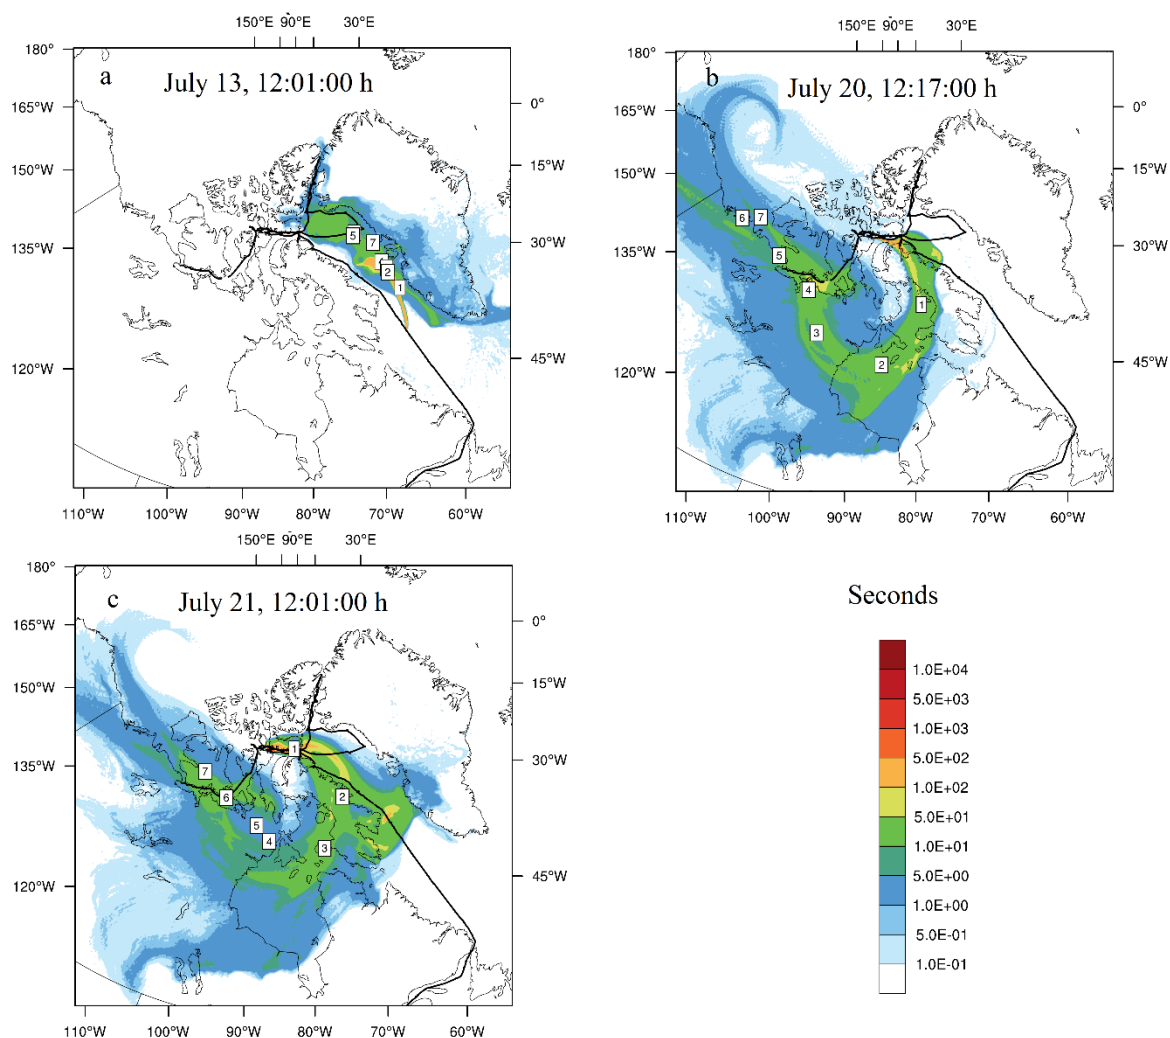 150°E 90°E 30°E
180°
a July 13, 12:01:00 h
165°W 0°
150°W 15°W
5
7
2
1
135°W 30°W
120°W 45°W
110°W 100°W 90°W 80°W 70°W 60°W
150°E 90°E 30°E
180°
b July 20, 12:17:00 h
165°W 0°
150°W 15°W
6 7
5
4
1
3
2
135°W 30°W
120°W 45°W
110°W 100°W 90°W 80°W 70°W 60°W
150°E 90°E 30°E
180°
c July 21, 12:01:00 h
165°W 0°
150°W 15°W
1
7
6 2
5
4
3
135°W 30°W
120°W 45°W
110°W 100°W 90°W 80°W 70°W 60°W
Seconds
1.0E+04
5.0E+03
1.0E+03
5.0E+02
1.0E+02
5.0E+01
1.0E+01
5.0E+00
1.0E+00
5.0E-01
1.0E-01